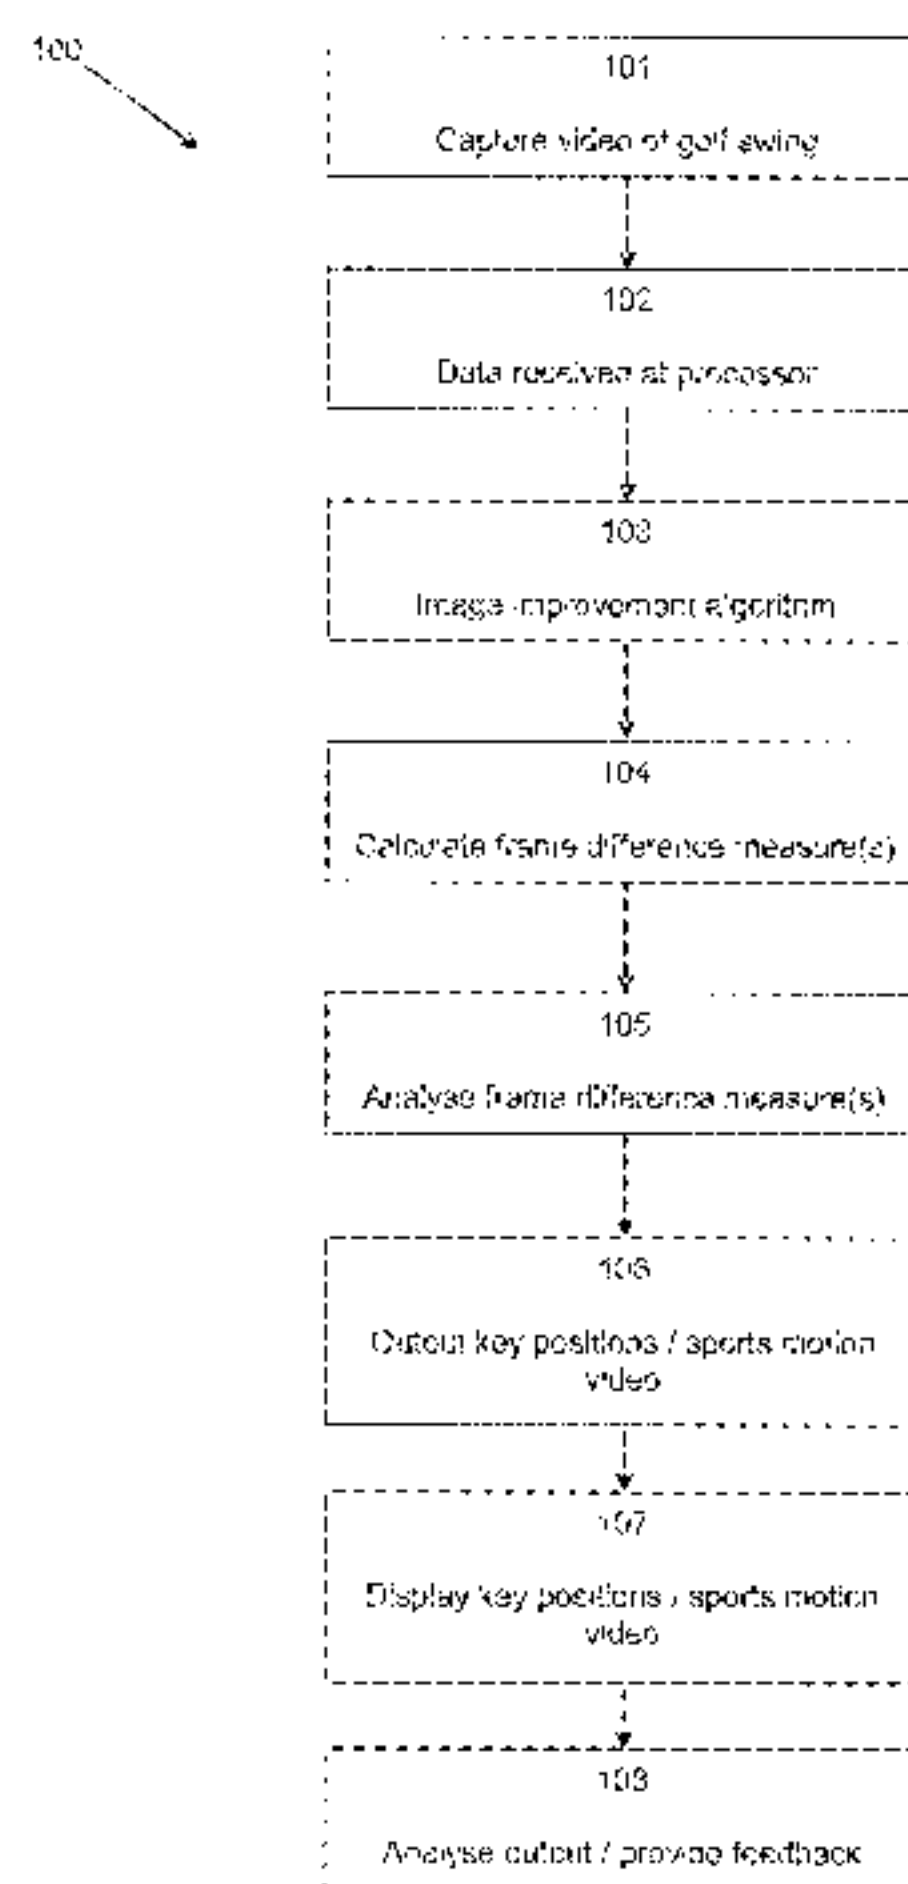 100
101
Capture video of golf swing
102
Data received at processor
103
Image improvement algorithm
104
Calculate frame difference measure(s)
105
Analyse frame difference measure(s)
106
Output key positions / sports motion
video
107
Display key positions / sports motion
video
108
Analyse output / provide feedback